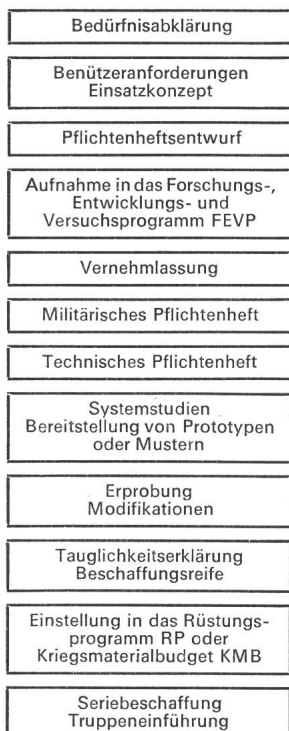 Bedürfnisabklärung
Benützeranforderungen
Einsatzkonzept
Pflichtenheftsentwurf
Aufnahme in das Forschungs-,
Entwicklungs- und
Versuchsprogramm FEVP
Vernehmlassung
Militärisches Pflichtenheft
Technisches Pflichtenheft
Systemstudien
Bereitstellung von Prototypen
oder Mustern
Erprobung
Modifikationen
Tauglichkeitserklärung
Beschaffungsreife
Einstellung in das Rüstungs-
programm RP oder
Kriegsmaterialbudget KMB
Seriebeschaffung
Truppeneinführung